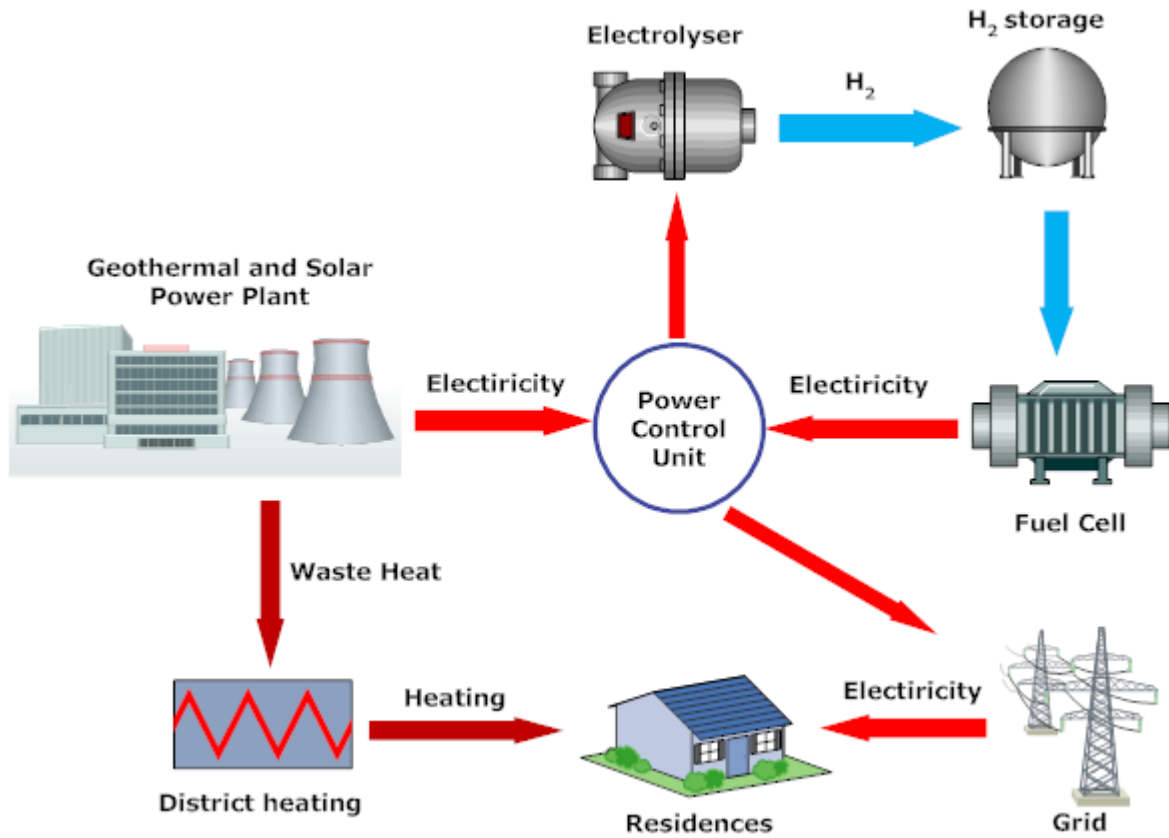 Electrolyser
H₂ storage
H₂
Geothermal and Solar
Power Plant
Electiricity
Power
Control
Unit
Electiricity
Fuel Cell
Waste Heat
Heating
Electiricity
District heating
Residences
Grid